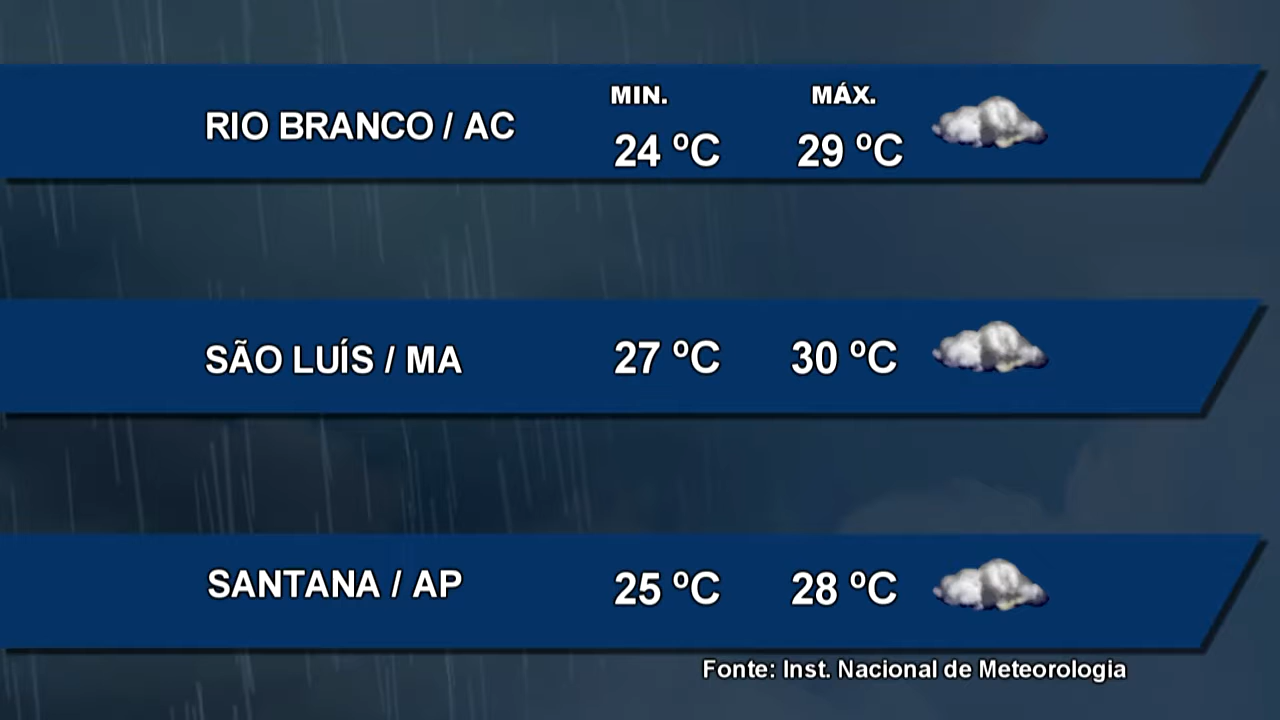 MIN. MÁX.
RIO BRANCO / AC 24 ºC 29 ºC
SÃO LUÍS / MA 27 ºC 30 ºC
SANTANA / AP 25 ºC 28 ºC
Fonte: Inst. Nacional de Meteorologia